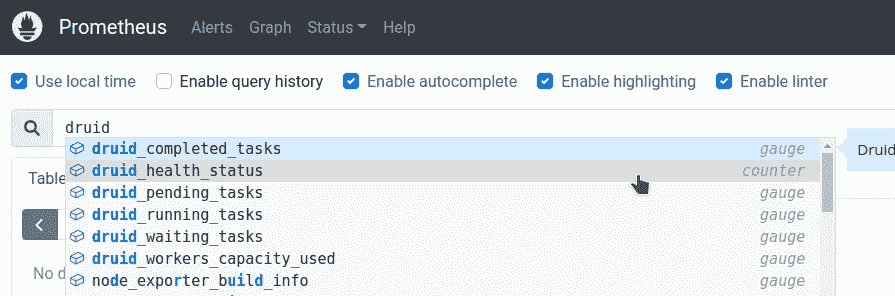 Prometheus Alerts Graph Status Help
Use local time Enable query history Enable autocomplete Enable highlighting Enable linter
druid
druid_completed_tasks gauge Druid
druid_health_status counter
Table
druid_pending_tasks gauge
druid_running_tasks gauge
druid_waiting_tasks gauge
druid_workers_capacity_used gauge
No d
node_exporter_build_info gauge